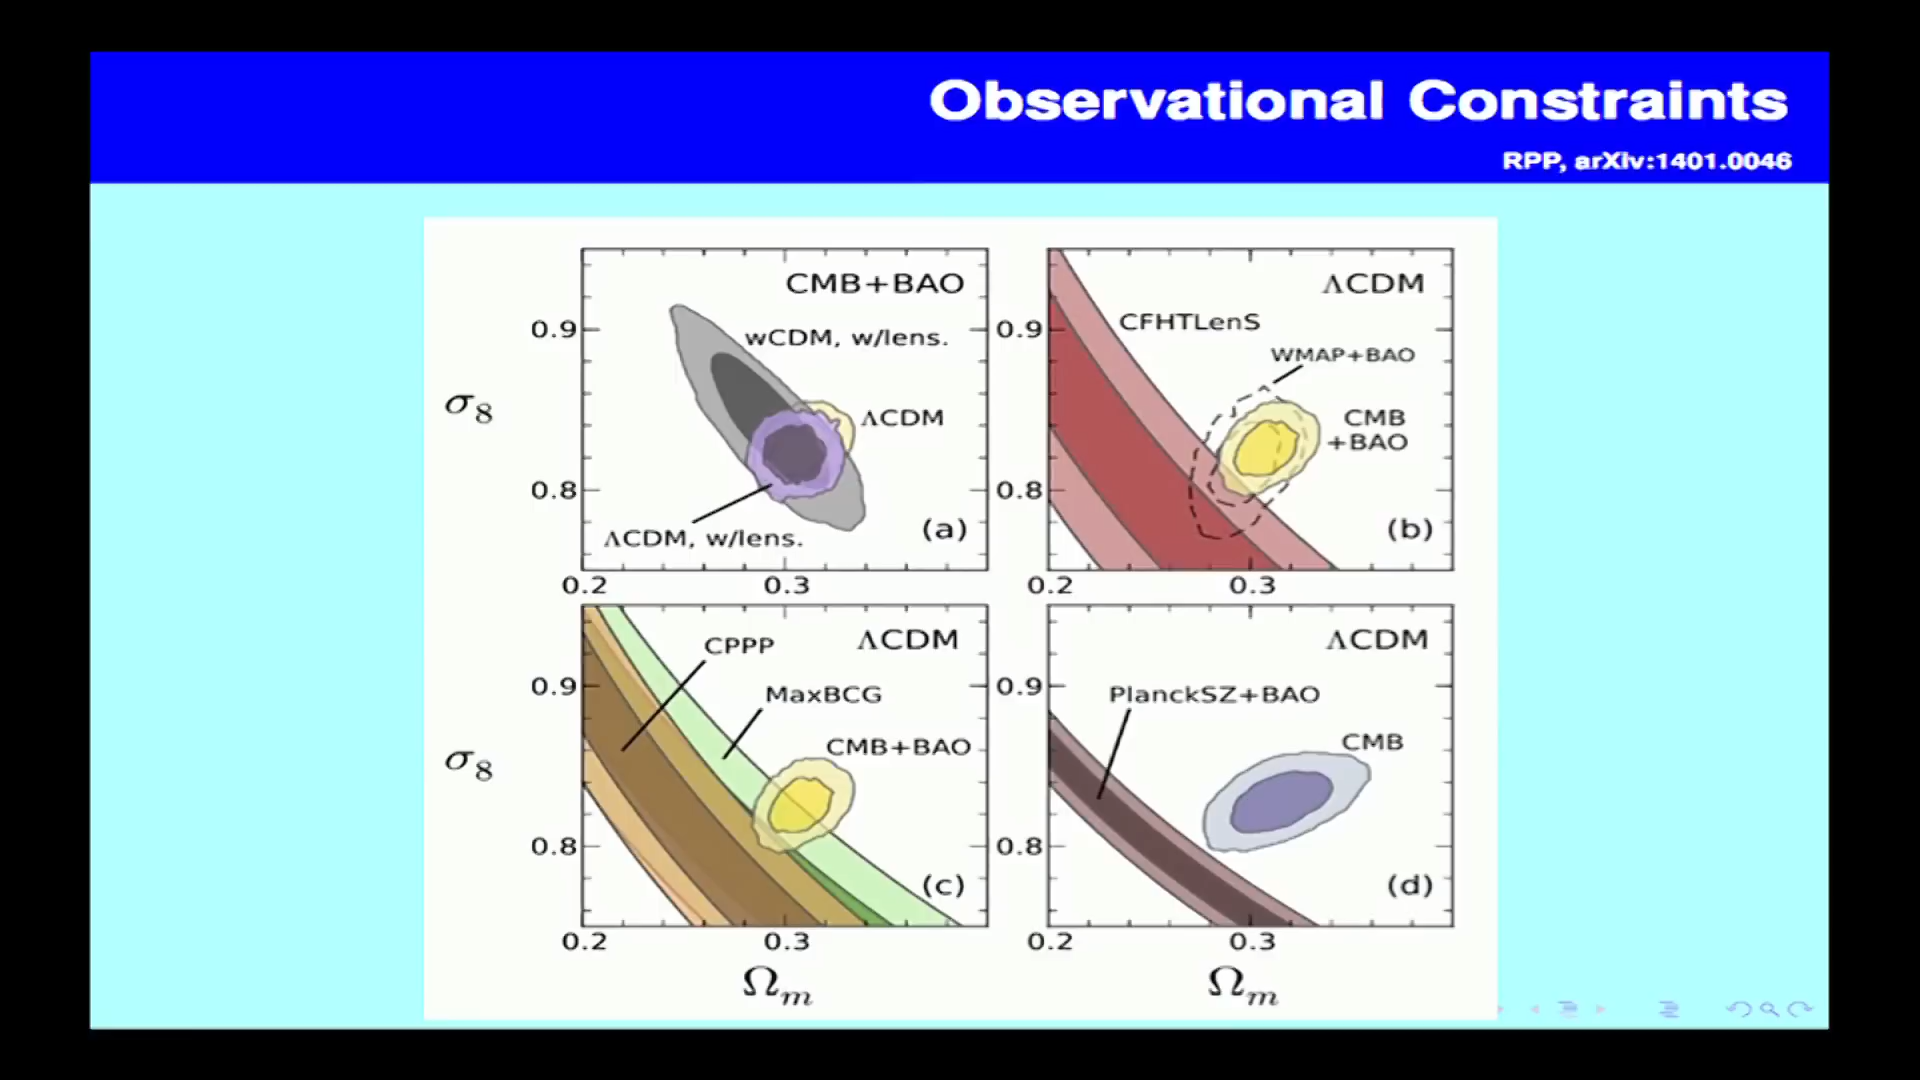 Observational Constraints
RPP, arXiv:1401.0046
CMB+BAO
wCDM, w/lens.
ΛCDM
ΛCDM, w/lens.
(a)
0.9
0.8
σ8
0.2
0.3
ΛCDM
CFHTLenS
WMAP+BAO
CMB
+BAO
(b)
0.9
0.8
0.2
0.3
ΛCDM
CPPP
MaxBCG
CMB+BAO
(c)
0.9
0.8
σ8
0.2
0.3
Ωm
ΛCDM
PlanckSZ+BAO
CMB
(d)
0.9
0.8
0.2
0.3
Ωm